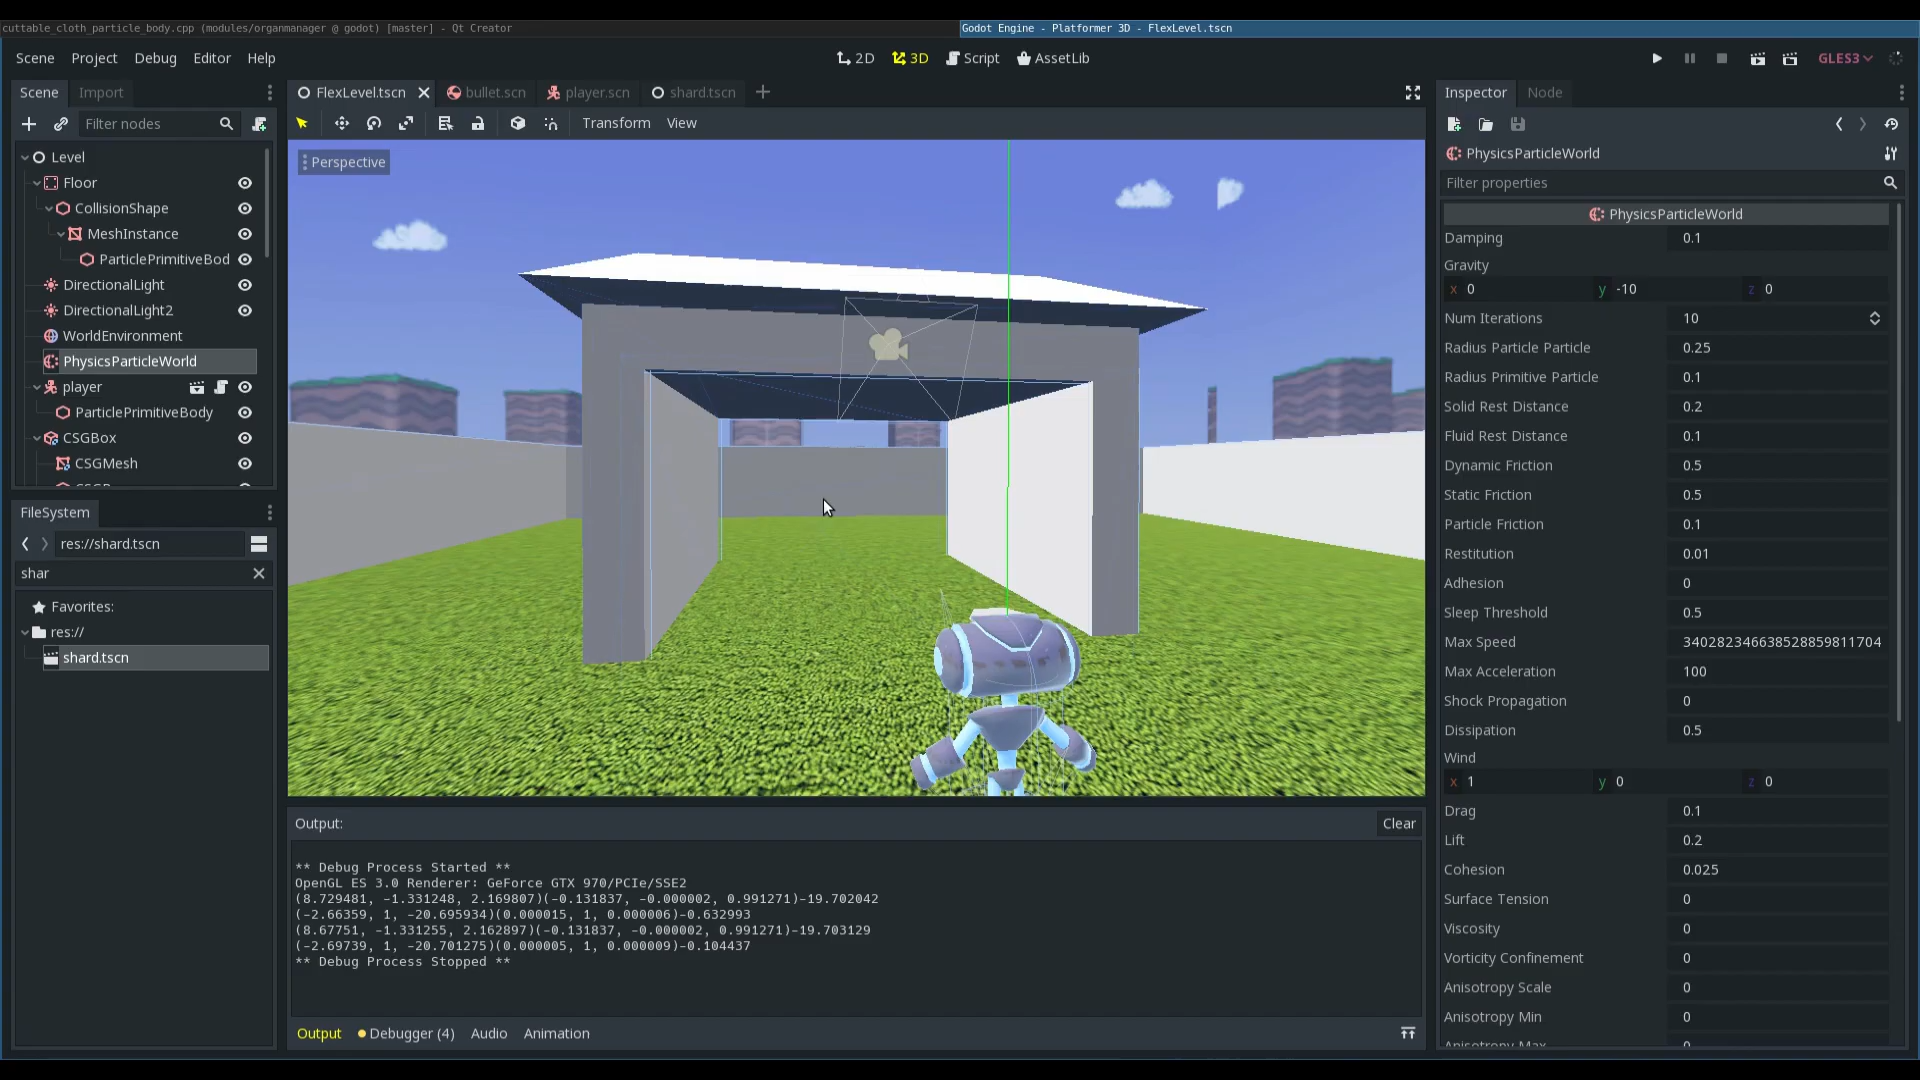 cuttable_cloth_particle_body.cpp (modules/organmanager @ godot) [master] - Qt Creator
Godot Engine - Platformer 3D - FlexLevel.tscn
Scene Project Debug Editor Help
2D 3D Script AssetLib
GLES3
Scene Import
FlexLevel.tscn bullet.scn player.scn shard.tscn
Inspector Node
Filter nodes
Transform View
Level
Floor
CollisionShape
MeshInstance
ParticlePrimitiveBod
DirectionalLight
DirectionalLight2
WorldEnvironment
PhysicsParticleWorld
player
ParticlePrimitiveBody
CSGBox
CSGMesh
FileSystem
res://shard.tscn
shar
Favorites:
res://
shard.tscn
Perspective
Output:
Clear
** Debug Process Started **
OpenGL ES 3.0 Renderer: GeForce GTX 970/PCIe/SSE2
(8.729481, -1.331248, 2.169807)(-0.131837, -0.000002, 0.991271)-19.702042
(-2.66359, 1, -20.695934)(0.000015, 1, 0.000006)-0.632993
(8.67751, -1.331255, 2.162897)(-0.131837, -0.000002, 0.991271)-19.703129
(-2.69739, 1, -20.701275)(0.000005, 1, 0.000009)-0.104437
** Debug Process Stopped **
Output Debugger (4) Audio Animation
PhysicsParticleWorld
Filter properties
PhysicsParticleWorld
Damping 0.1
Gravity
x 0 y -10 z 0
Num Iterations 10
Radius Particle Particle 0.25
Radius Primitive Particle 0.1
Solid Rest Distance 0.2
Fluid Rest Distance 0.1
Dynamic Friction 0.5
Static Friction 0.5
Particle Friction 0.1
Restitution 0.01
Adhesion 0
Sleep Threshold 0.5
Max Speed 340282346638528859811704
Max Acceleration 100
Shock Propagation 0
Dissipation 0.5
Wind
x 1 y 0 z 0
Drag 0.1
Lift 0.2
Cohesion 0.025
Surface Tension 0
Viscosity 0
Vorticity Confinement 0
Anisotropy Scale 0
Anisotropy Min 0
Anisotropy Max 0